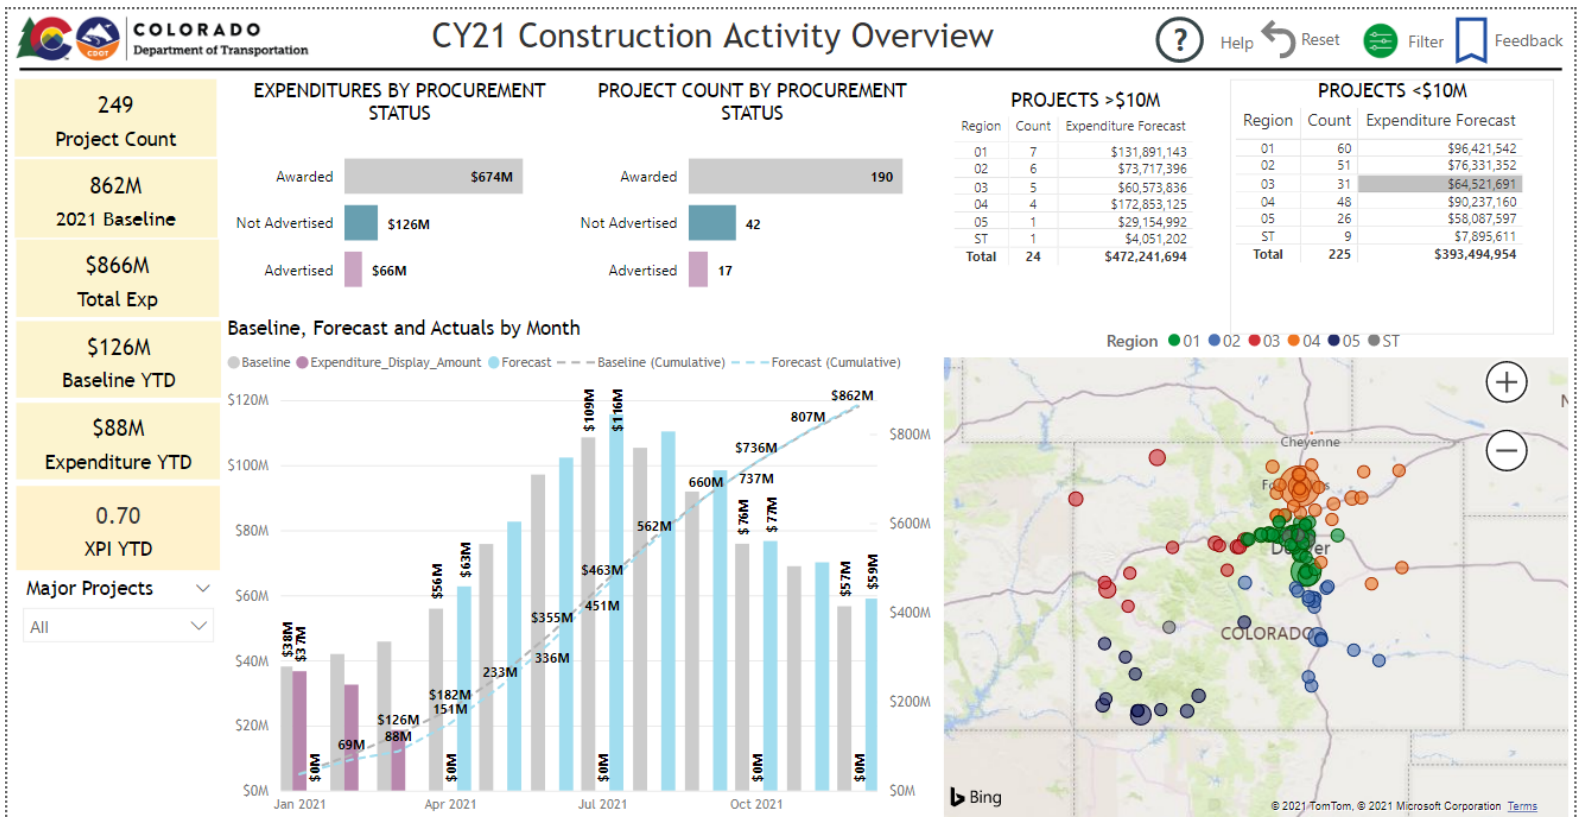 COLORADO
Department of Transportation
CDOT
CY21 Construction Activity Overview
?
Help
Reset
Filter
Feedback
249
Project Count
862M
2021 Baseline
$866M
Total Exp
$126M
Baseline YTD
$88M
Expenditure YTD
0.70
XPI YTD
Major Projects
All
EXPENDITURES BY PROCUREMENT
STATUS
Awarded $674M
Not Advertised $126M
Advertised $66M
PROJECT COUNT BY PROCUREMENT
STATUS
Awarded 190
Not Advertised 42
Advertised 17
PROJECTS >$10M
Region Count Expenditure Forecast
01 7 $131,891,143
02 6 $73,717,396
03 5 $60,573,836
04 4 $172,853,125
05 1 $29,154,992
ST 1 $4,051,202
Total 24 $472,241,694
PROJECTS <$10M
Region Count Expenditure Forecast
01 60 $96,421,542
02 51 $76,331,352
03 31 $64,521,691
04 48 $90,237,160
05 26 $58,087,597
ST 9 $7,895,611
Total 225 $393,494,954
Baseline, Forecast and Actuals by Month
Baseline Expenditure_Display_Amount Forecast Baseline (Cumulative) Forecast (Cumulative)
$120M
$100M
$80M
$60M
$40M
$20M
$0M
$38M
$37M
$0M
69M
$126M
88M
$56M
$63M
$182M
151M
$0M
233M
$355M
336M
$109M
$116M
$463M
451M
$0M
562M
660M
$736M
737M
$76M
$77M
$0M
807M
$862M
$57M
$59M
$0M
$800M
$600M
$400M
$200M
$0M
Jan 2021
Apr 2021
Jul 2021
Oct 2021
Region 01 02 03 04 05 ST
Cheyenne
COLORADO
Bing
© 2021 TomTom, © 2021 Microsoft Corporation Terms